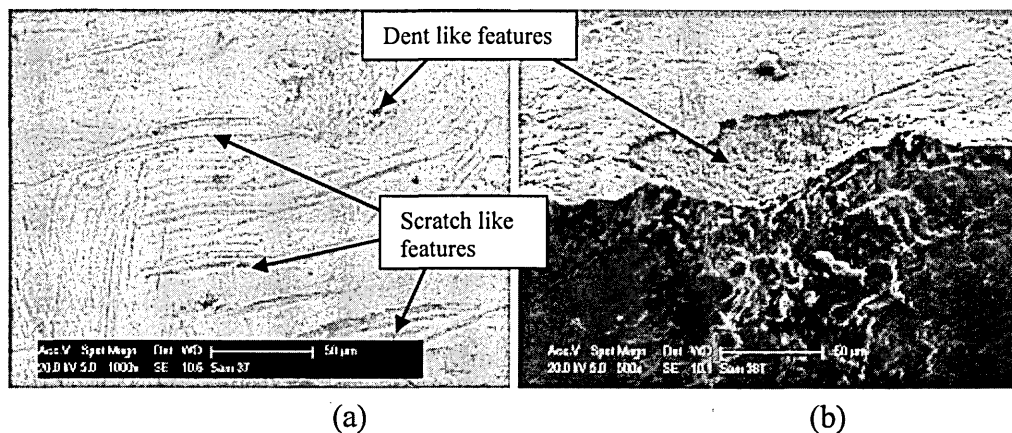 Dent like features
Scratch like
features
Acc.V Spot Magn Det WD 50 µm
20.0 kV 5.0 1000x SE 10.6 Sam 37
Acc.V Spot Magn Det WD 50 µm
20.0 kV 5.0 500x SE 10.1 Sam 38T
(a)
(b)